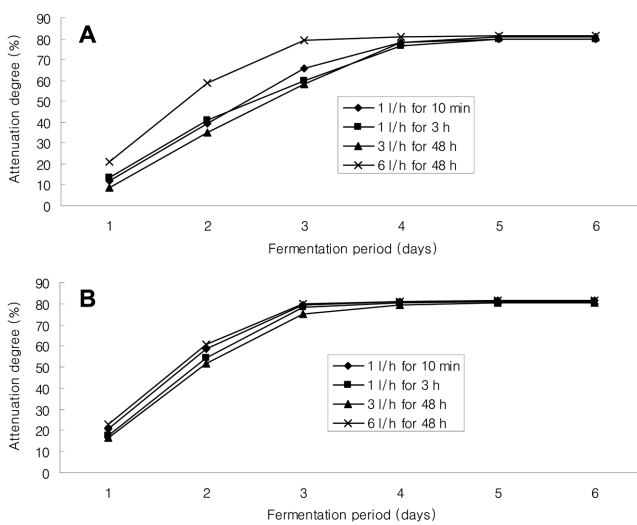 A
Attenuation degree (%)
90
80
70
60
50
40
30
20
10
0
1 l/h for 10 min
1 l/h for 3 h
3 l/h for 48 h
6 l/h for 48 h
1 2 3 4 5 6
Fermentation period (days)
B
Attenuation degree (%)
90
80
70
60
50
40
30
20
10
0
1 l/h for 10 min
1 l/h for 3 h
3 l/h for 48 h
6 l/h for 48 h
1 2 3 4 5 6
Fermentation period (days)